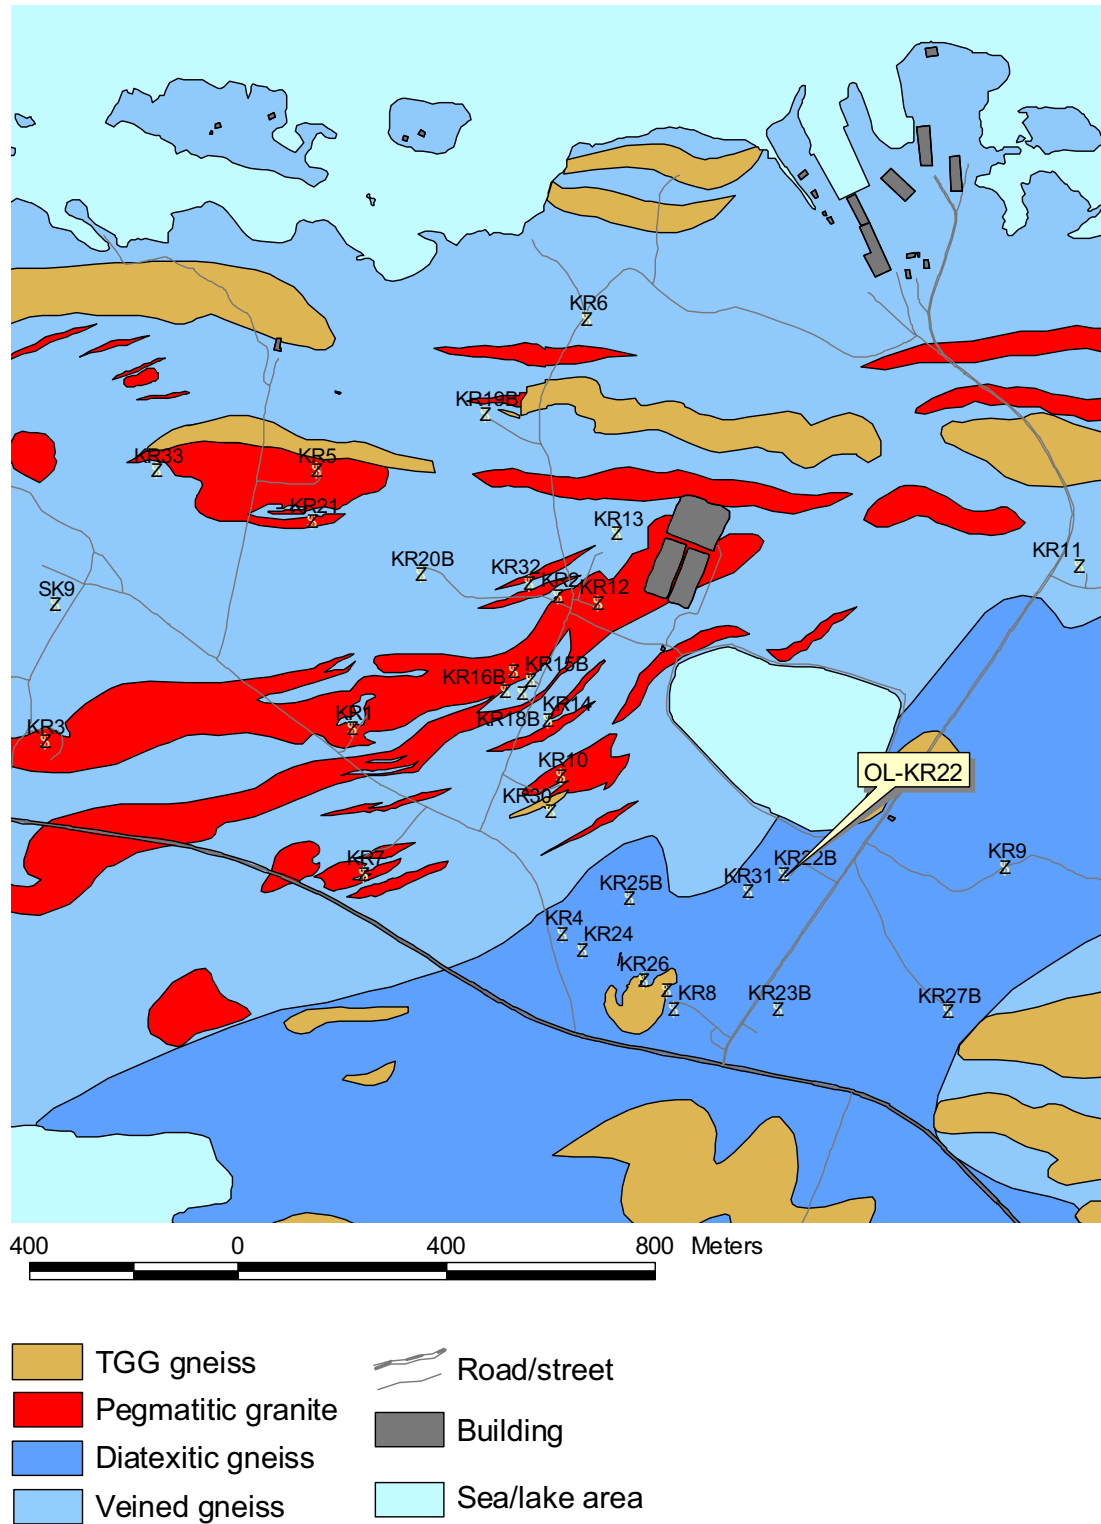 KR6
KR19B
KR33
KR5
KR21
KR13
KR20B
KR32
KR2
KR12
KR11
SK9
KR16B
KR15B
KR18B
KR14
KR3
KR1
KR10
KR30
OL-KR22
KR7
KR22B
KR9
KR31
KR25B
KR4
KR24
KR26
KR8
KR23B
KR27B
400 0 400 800 Meters
TGG gneiss
Pegmatitic granite
Diatexitic gneiss
Veined gneiss
Road/street
Building
Sea/lake area